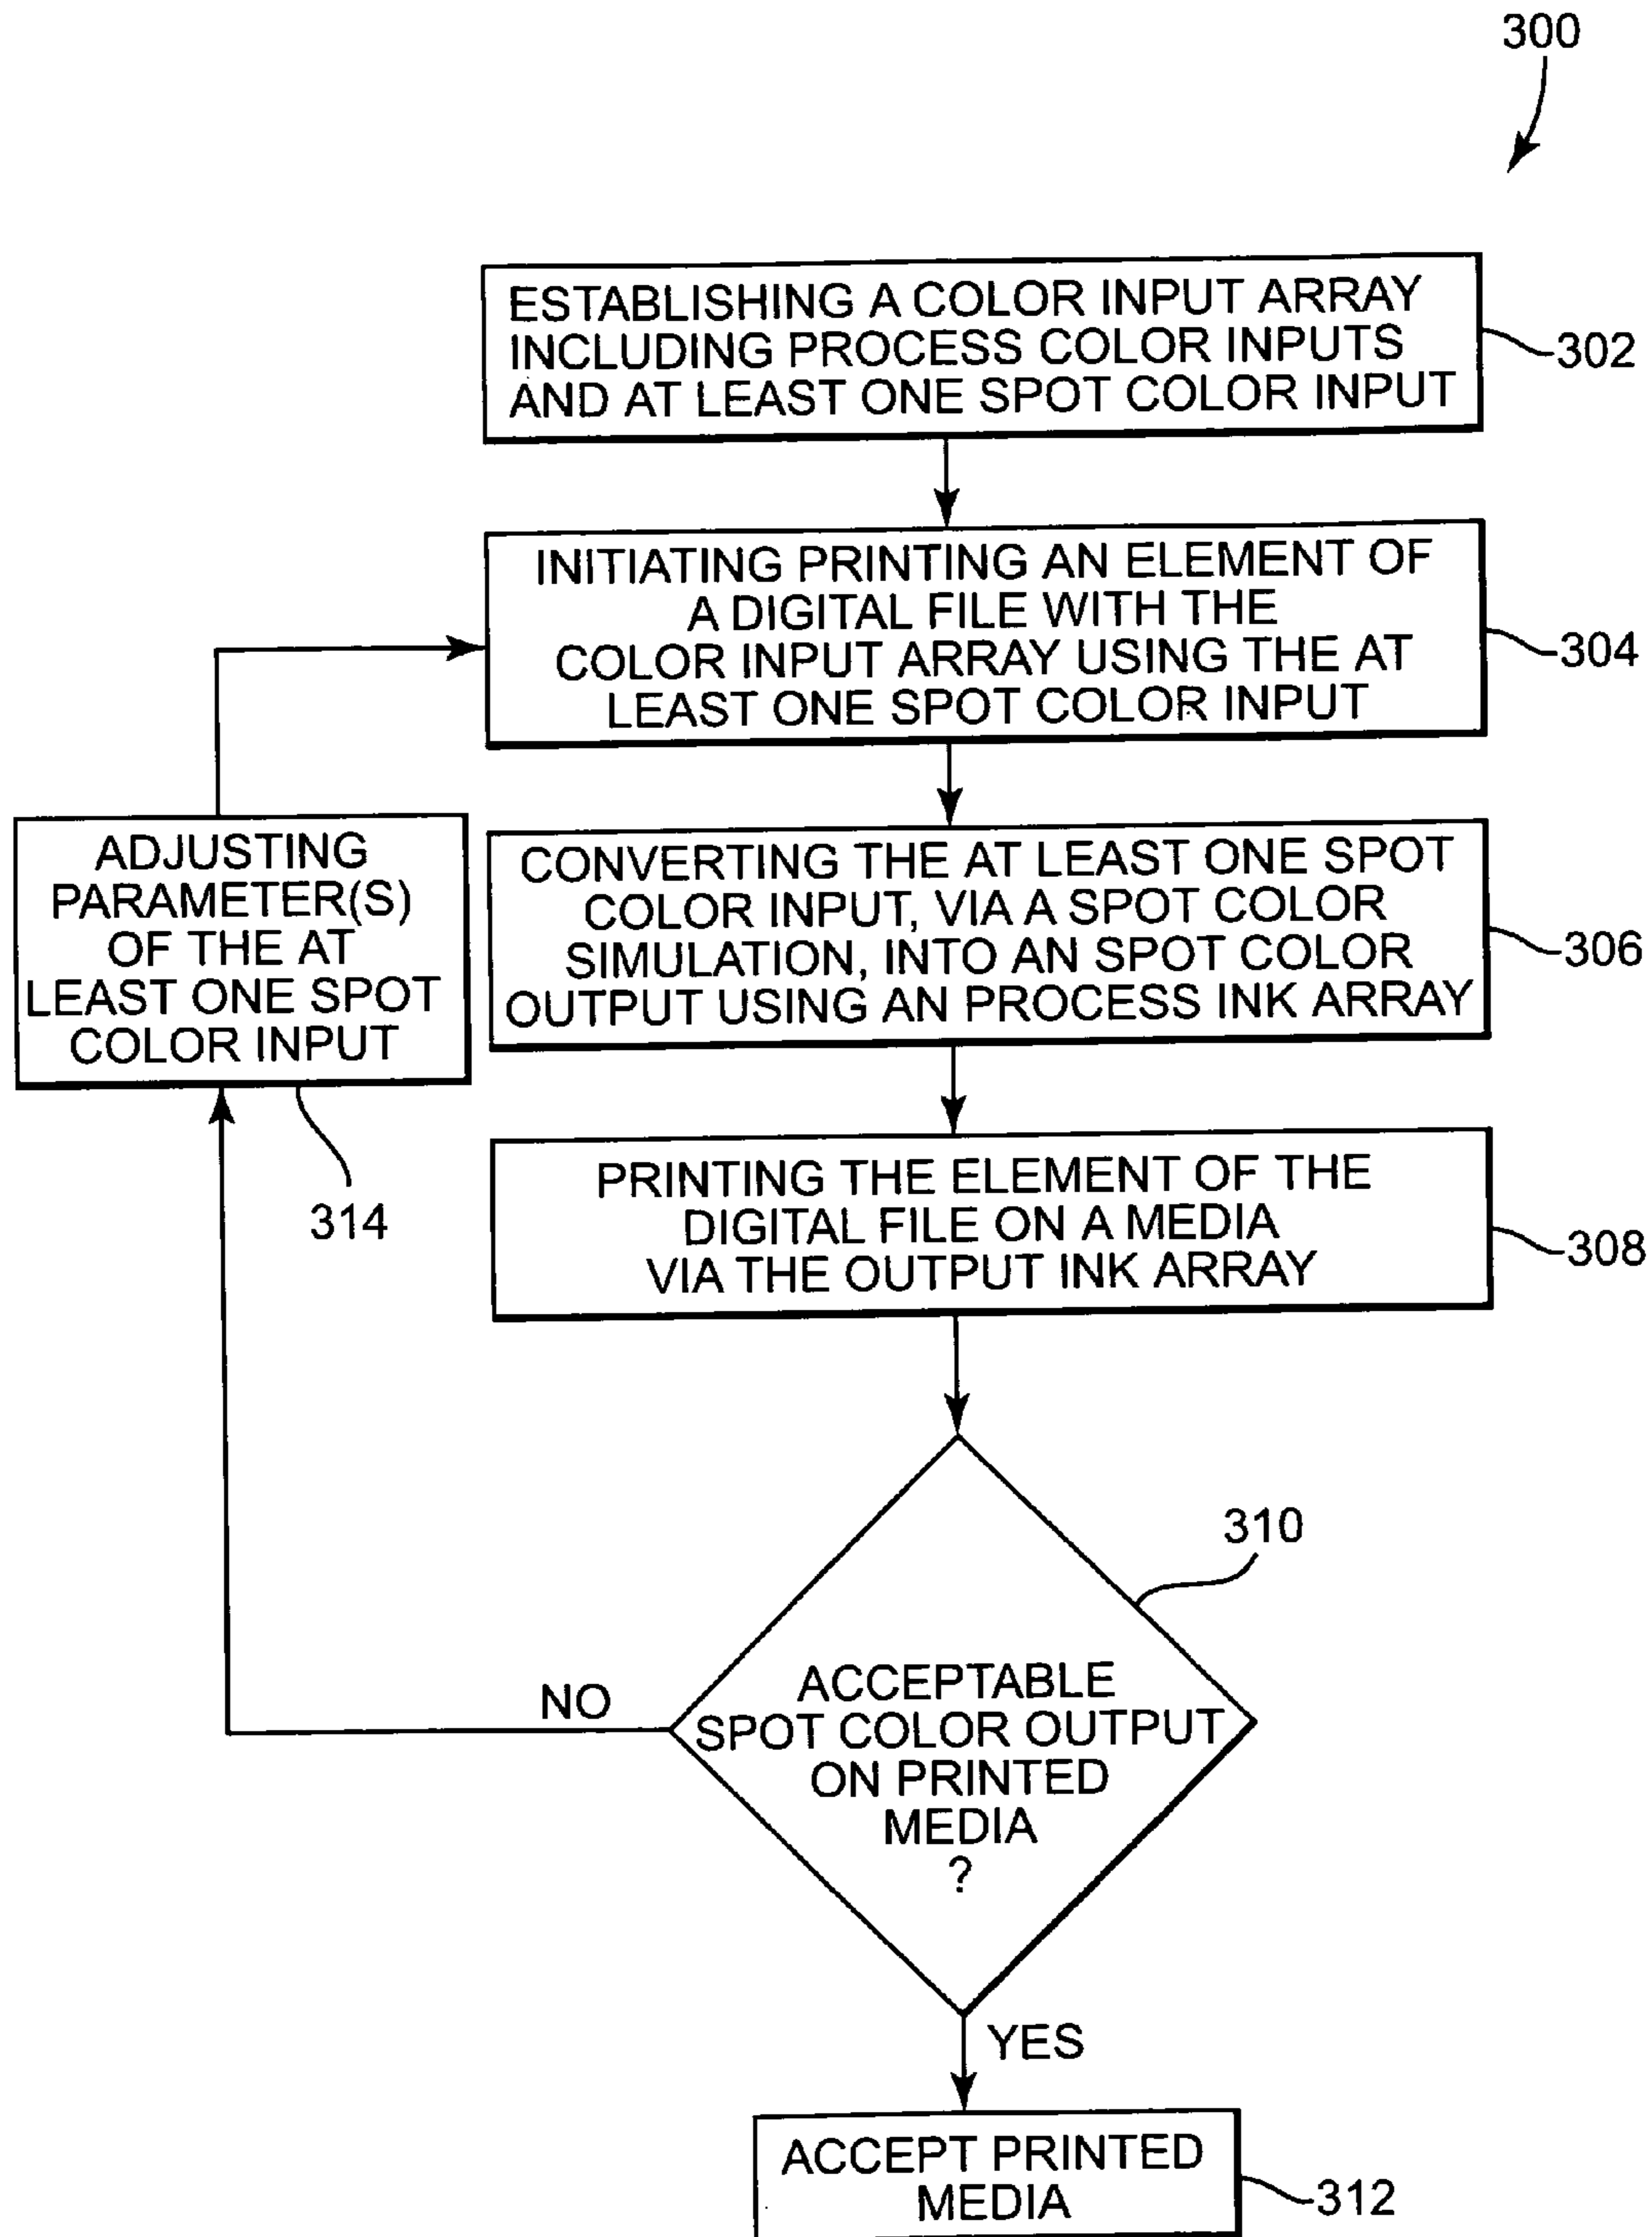 300
ESTABLISHING A COLOR INPUT ARRAY
INCLUDING PROCESS COLOR INPUTS
AND AT LEAST ONE SPOT COLOR INPUT
302
INITIATING PRINTING AN ELEMENT OF
A DIGITAL FILE WITH THE
COLOR INPUT ARRAY USING THE AT
LEAST ONE SPOT COLOR INPUT
304
ADJUSTING
PARAMETER(S)
OF THE AT
LEAST ONE SPOT
COLOR INPUT
314
CONVERTING THE AT LEAST ONE SPOT
COLOR INPUT, VIA A SPOT COLOR
SIMULATION, INTO AN SPOT COLOR
OUTPUT USING AN PROCESS INK ARRAY
306
PRINTING THE ELEMENT OF THE
DIGITAL FILE ON A MEDIA
VIA THE OUTPUT INK ARRAY
308
310
ACCEPTABLE
SPOT COLOR OUTPUT
ON PRINTED
MEDIA
?
NO
YES
ACCEPT PRINTED
MEDIA
312